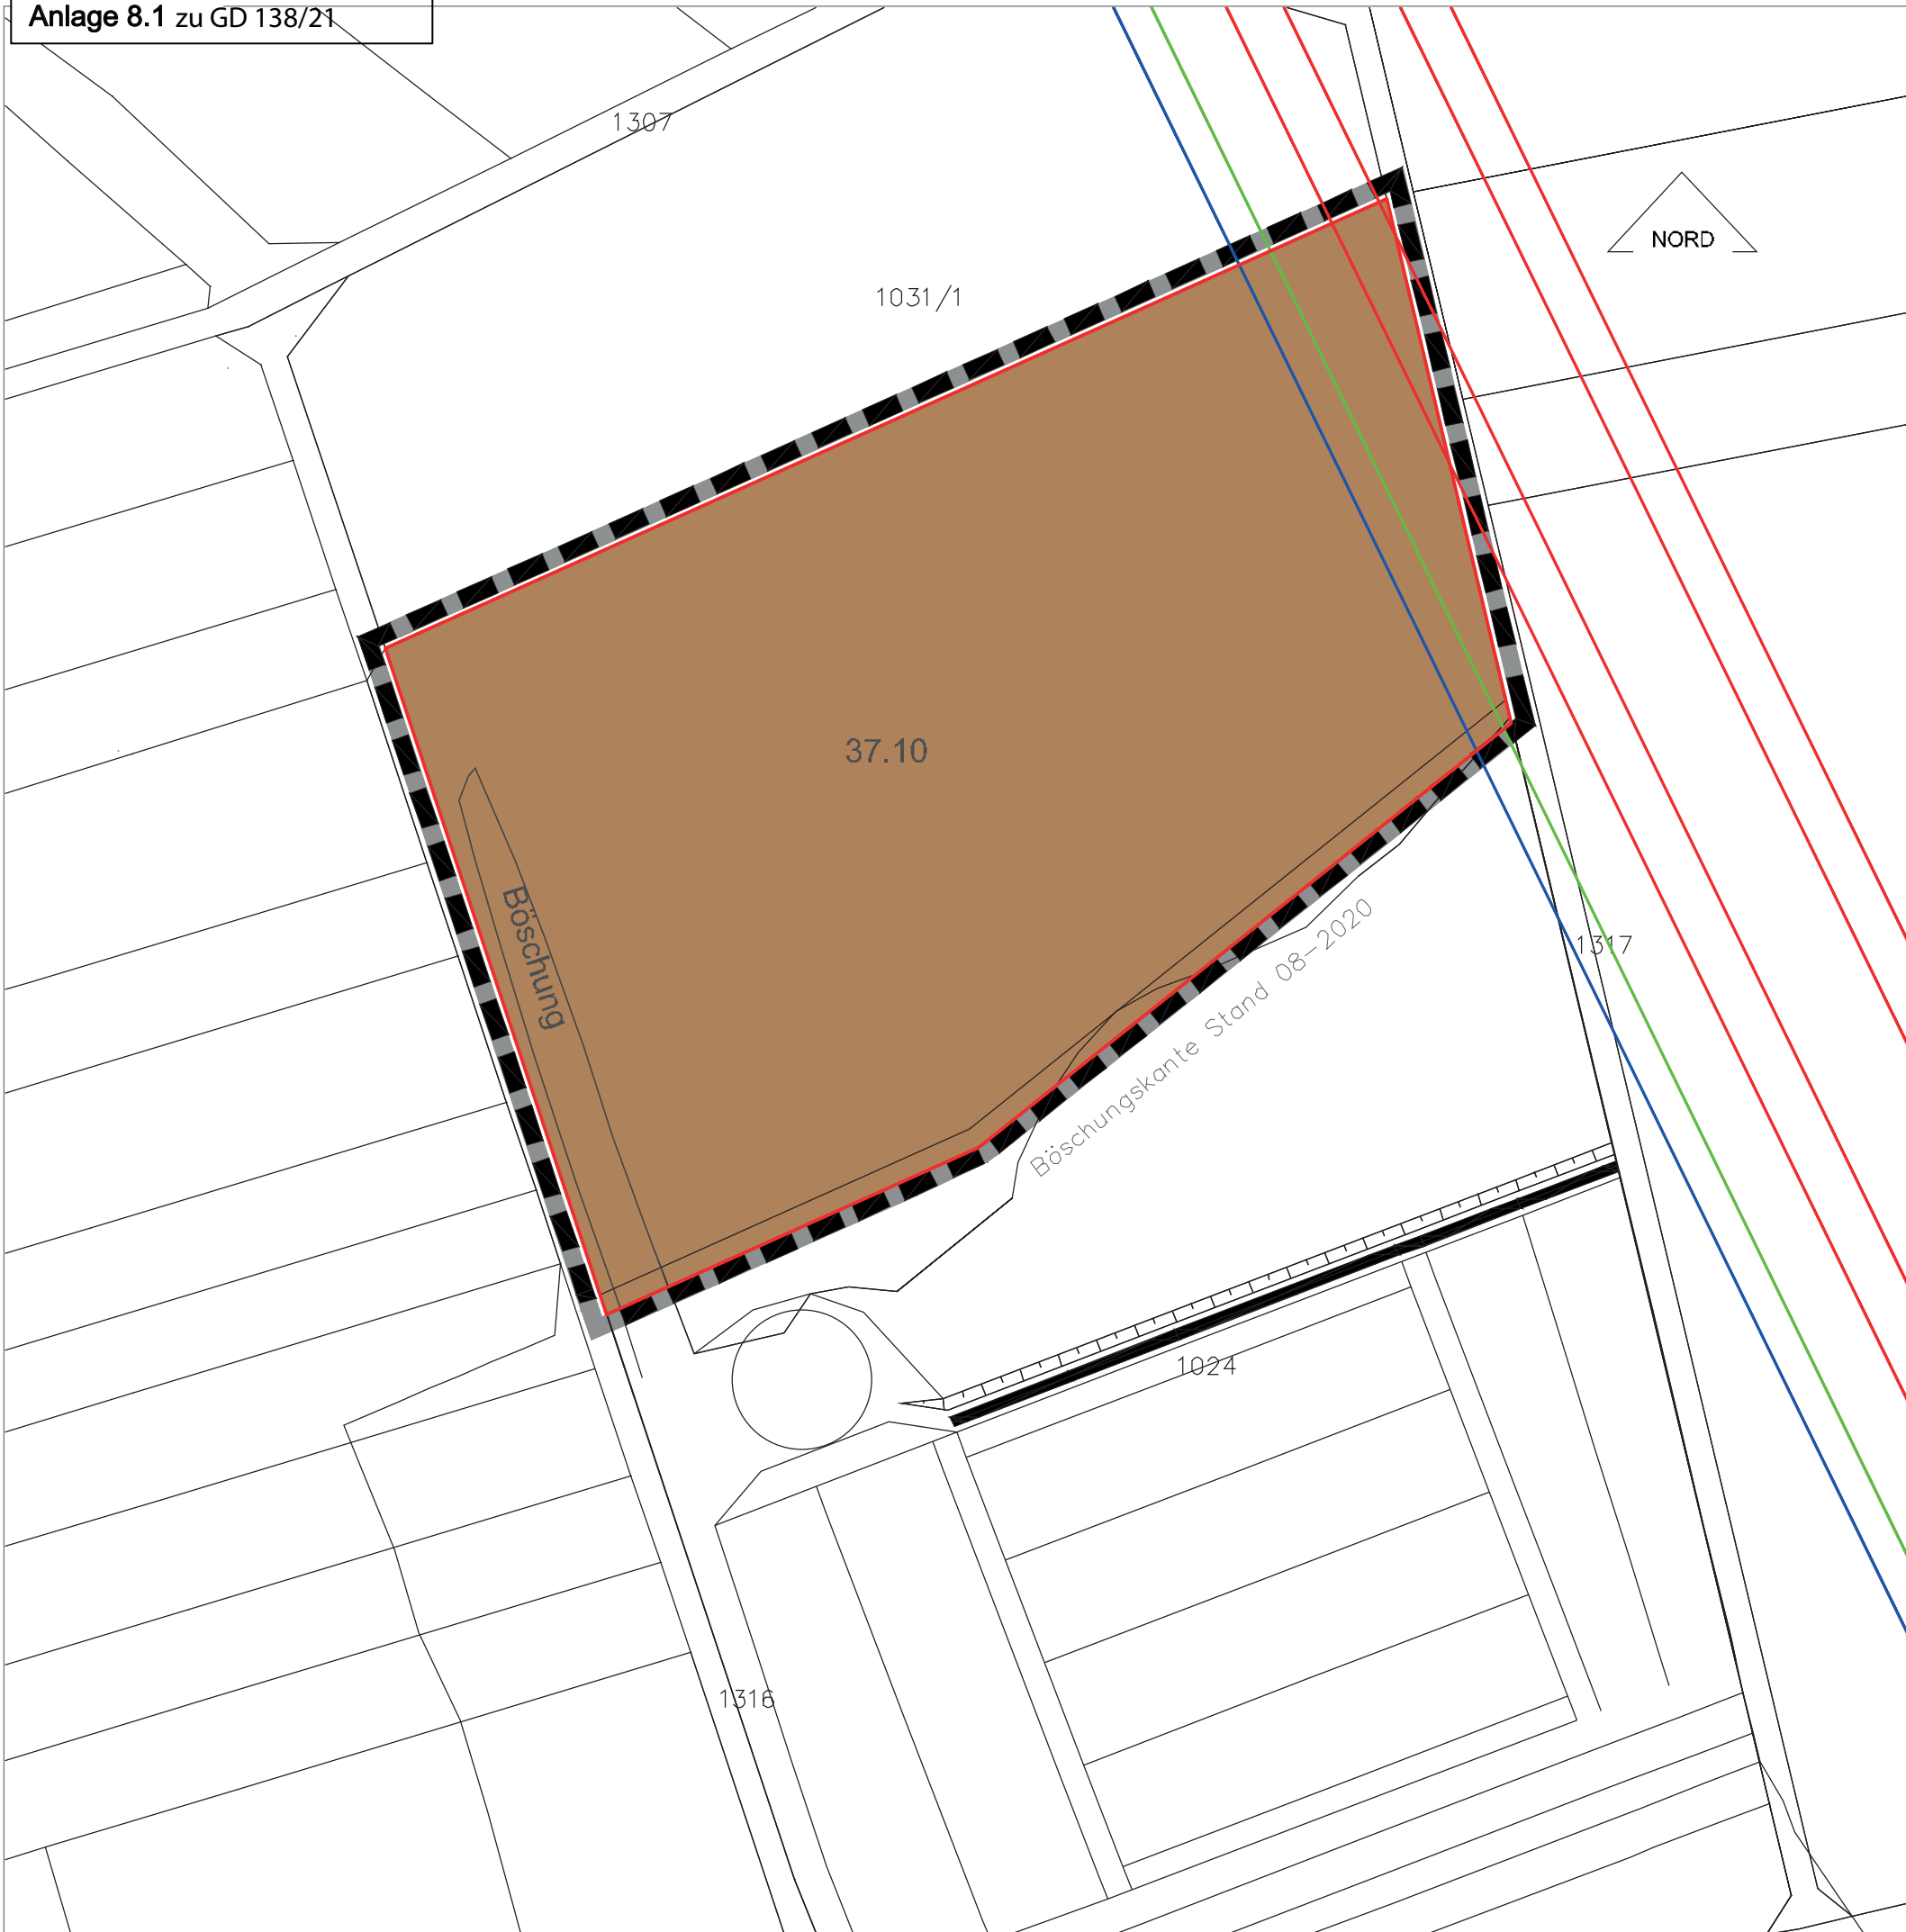 Anlage 8.1 zu GD 138/21
1307
NORD
1031/1
37.10
Böschung
1317
Böschungskante Stand 08-2020
1024
1316